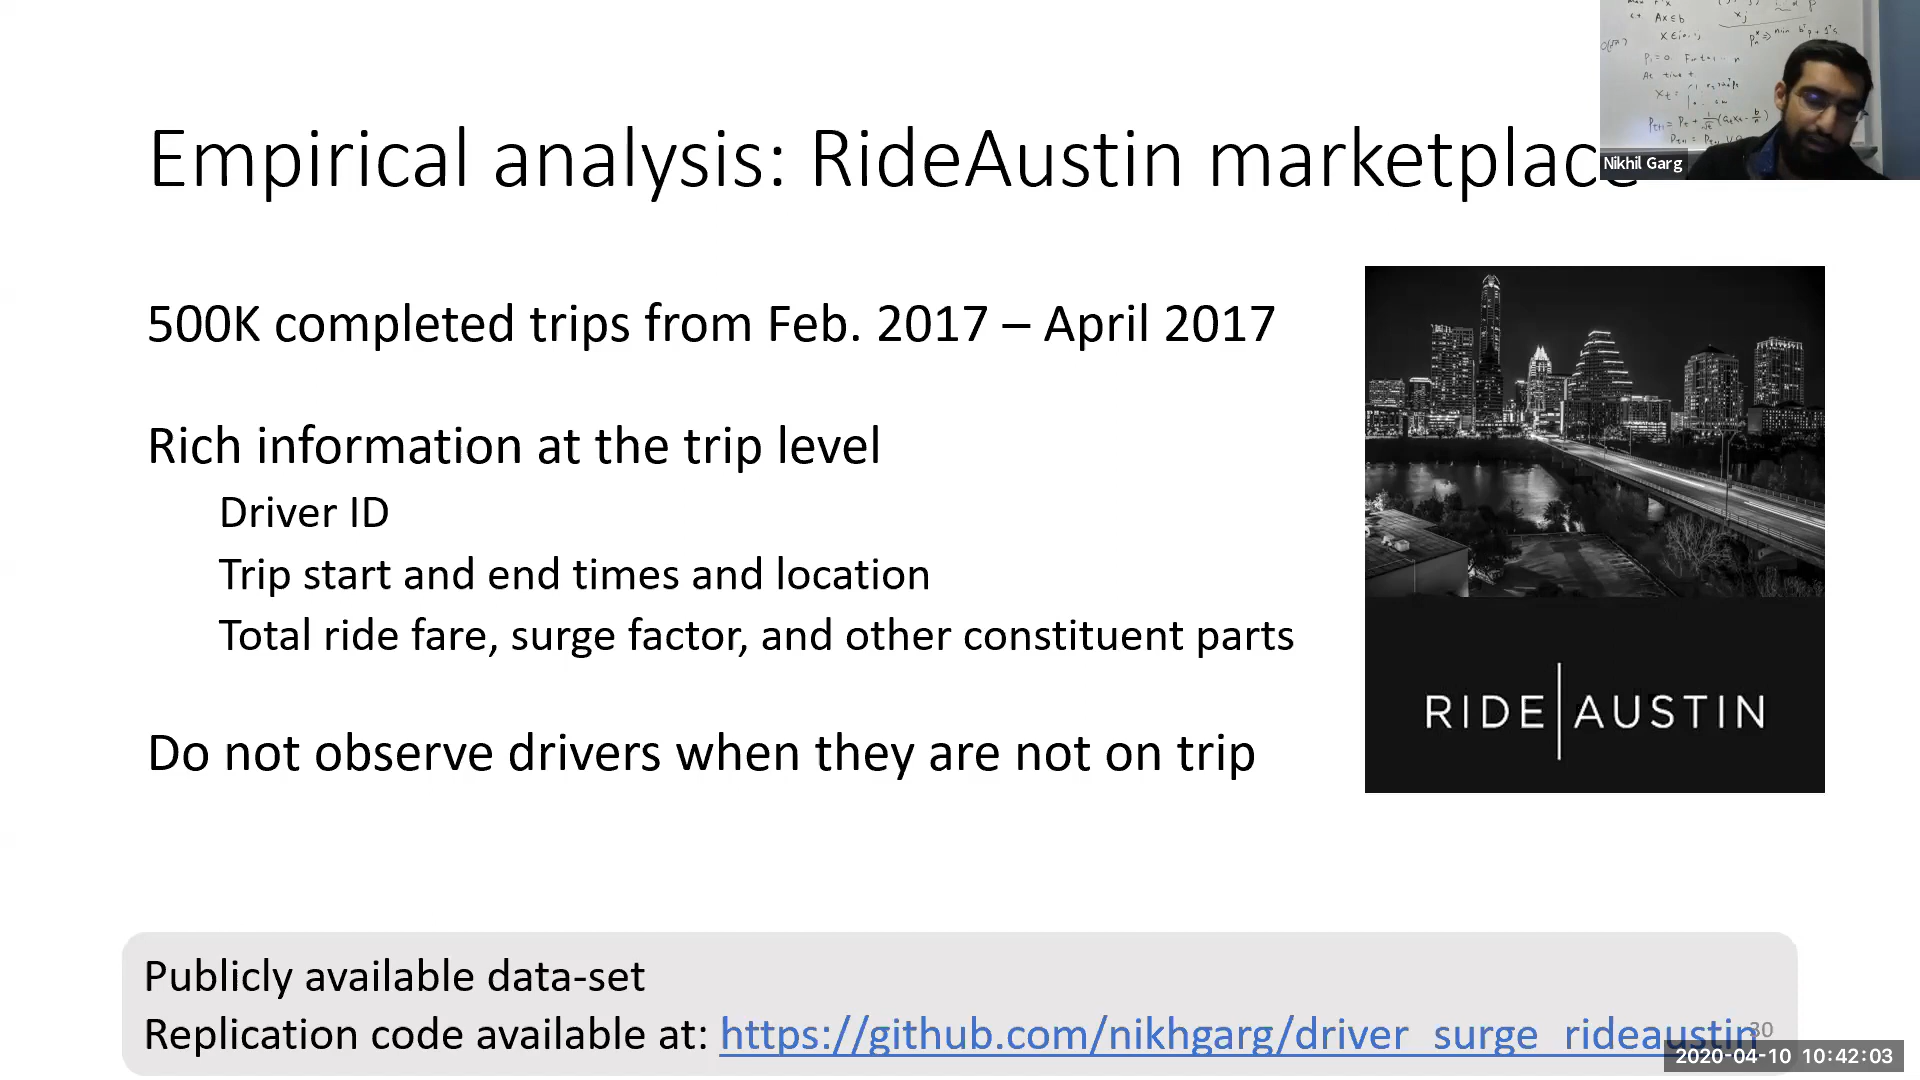 Empirical analysis: RideAustin marketplace
Nikhil Garg
500K completed trips from Feb. 2017 – April 2017
Rich information at the trip level
Driver ID
Trip start and end times and location
Total ride fare, surge factor, and other constituent parts
Do not observe drivers when they are not on trip
RIDE AUSTIN
Publicly available data-set
Replication code available at: https://github.com/nikhgarg/driver_surge_rideaustin
30
2020-04-10 10:42:03